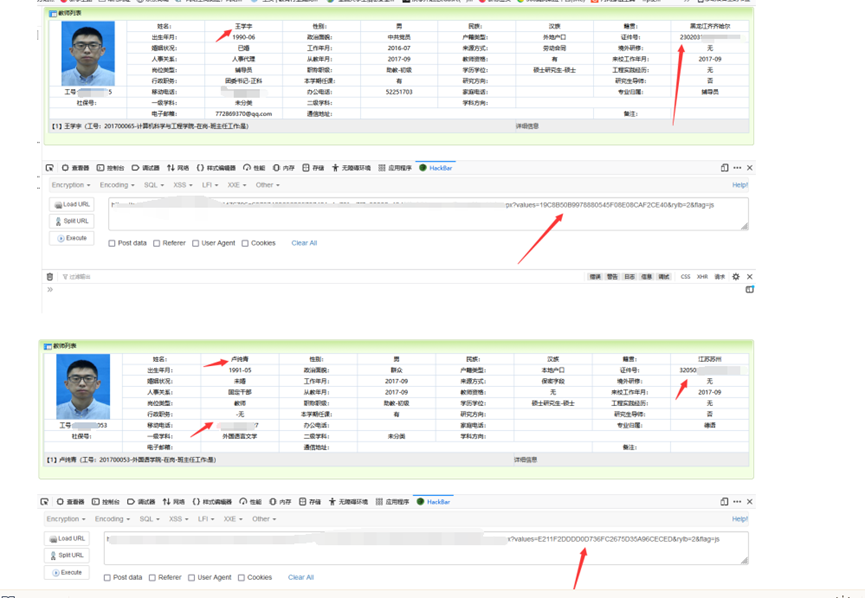 教师列表
姓名: 王学宇 性别: 男 民族: 汉族 籍贯: 黑龙江齐齐哈尔
出生年月: 1990-06 政治面貌: 中共党员 户籍类型: 外地户口 证件号: 230203
婚姻状况: 已婚 工作年月: 2016-07 来源方式: 劳动合同 境外研修: 无
人事关系: 人事代理 从教年月: 2017-09 教师资格: 有 来校工作年月: 2017-09
岗位类型: 辅导员 职称职级: 助教-初级 学历学位: 硕士研究生-硕士 工程实践经历: 无
行政职务: 团委书记-正科 本学期任课: 有 研究方向: 研究生导师: 否
工号 5 移动电话: 办公电话: 52251703 家庭电话: 专业归属: 辅导员
社保号: 一级学科: 未分类 二级学科: 学科方向:
电子邮箱: 772869370@qq.com 通信地址: 备注:
【1】王学宇（工号：201700065-计算机科学与工程学院-在岗-班主任工作:是） 详细信息
查看器 控制台 调试器 网络 样式编辑器 性能 内存 存储 无障碍环境 应用程序 HackBar
Encryption Encoding SQL XSS LFI XXE Other Help!
Load URL px?values=19C8B50B9978880545F08E08CAF2CE40&rylb=2&flag=js
Split URL
Execute Post data Referer User Agent Cookies Clear All
过滤输出 错误 警告 日志 信息 调试 CSS XHR 请求
教师列表
姓名: 卢纯青 性别: 男 民族: 汉族 籍贯: 江苏苏州
出生年月: 1991-05 政治面貌: 群众 户籍类型: 本地户口 证件号: 32050
婚姻状况: 未婚 工作年月: 2017-09 来源方式: 保密字段 境外研修: 无
人事关系: 固定干部 从教年月: 2017-09 教师资格: 无 来校工作年月: 2017-09
岗位类型: 教师 职称职级: 助教-初级 学历学位: 硕士研究生-硕士 工程实践经历: 无
行政职务: -无 本学期任课: 有 研究方向: 研究生导师: 否
工号 053 移动电话: 7 办公电话: 家庭电话: 专业归属: 德语
社保号: 一级学科: 外国语言文学 二级学科: 未分类 学科方向:
电子邮箱: 通信地址: 备注:
【1】卢纯青（工号：201700053-外国语学院-在岗-班主任工作:是） 详细信息
查看器 控制台 调试器 网络 样式编辑器 性能 内存 存储 无障碍环境 应用程序 HackBar
Encryption Encoding SQL XSS LFI XXE Other Help!
Load URL x?values=E211F2DDDD0D736FC2675D35A96CECED&rylb=2&flag=js
Split URL
Execute Post data Referer User Agent Cookies Clear All